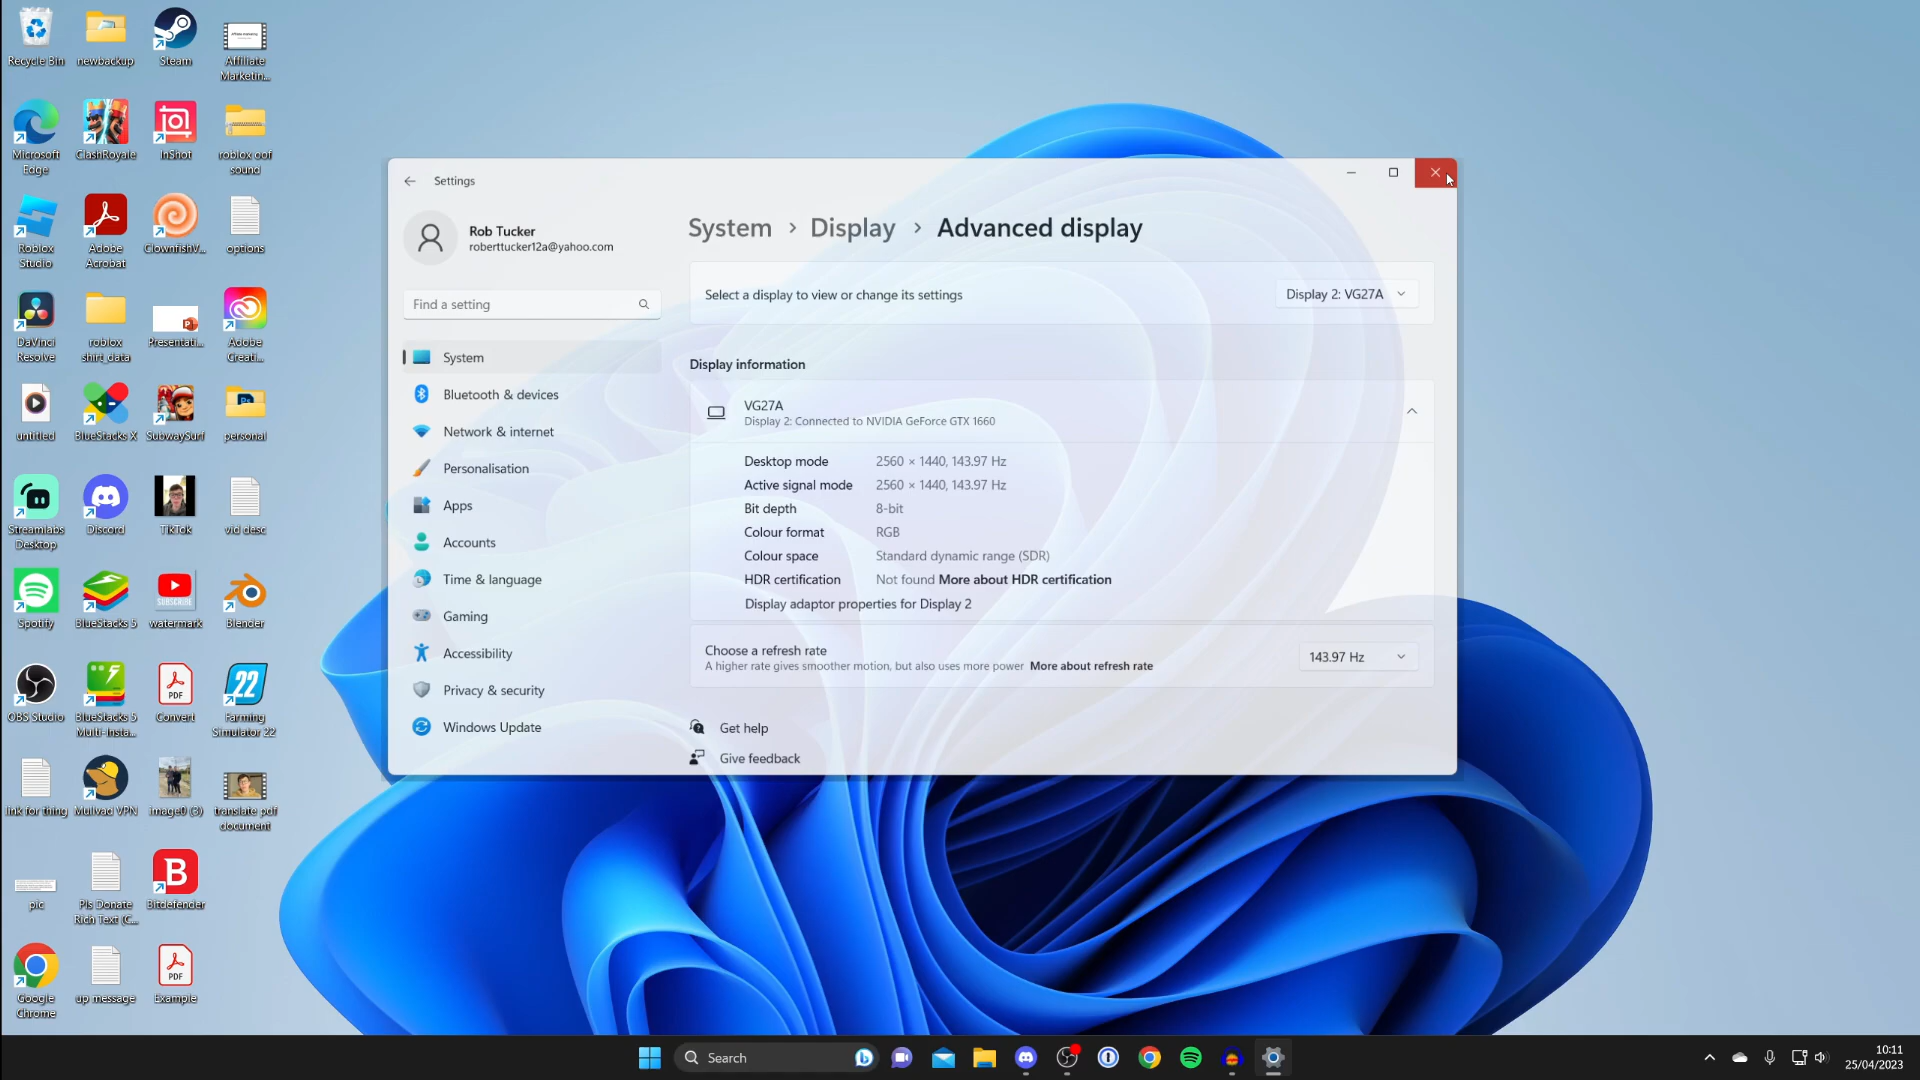 Recycle Bin
newbackup
Steam
Affiliate
Marketin...
Microsoft
Edge
ClashRoyale
InShot
roblox oof
sound
Roblox
Studio
Adobe
Acrobat
ClownfishV...
options
DaVinci
Resolve
roblox
shirt_data
Presentati...
Adobe
Creati...
untitled
BlueStacks X
SubwaySurf
personal
Streamlabs
Desktop
Discord
TikTok
vid desc
Spotify
BlueStacks 5
SUBSCRIBE
watermark
Blender
OBS Studio
BlueStacks 5
Multi-Insta...
PDF
Convert
22
Farming
Simulator 22
link for thing
Mullvad VPN
image0 (3)
translate pdf
document
pic
Pls Donate
Rich Text (C...
B
Bitdefender
Google
Chrome
up message
PDF
Example
Settings
Rob Tucker
roberttucker12a@yahoo.com
Find a setting
System
Bluetooth & devices
Network & internet
Personalisation
Apps
Accounts
Time & language
Gaming
Accessibility
Privacy & security
Windows Update
System › Display › Advanced display
Select a display to view or change its settings
Display 2: VG27A
Display information
VG27A
Display 2: Connected to NVIDIA GeForce GTX 1660
Desktop mode 2560 × 1440, 143.97 Hz
Active signal mode 2560 × 1440, 143.97 Hz
Bit depth 8-bit
Colour format RGB
Colour space Standard dynamic range (SDR)
HDR certification Not found More about HDR certification
Display adaptor properties for Display 2
Choose a refresh rate
A higher rate gives smoother motion, but also uses more power More about refresh rate
143.97 Hz
Get help
Give feedback
Search
10:11
25/04/2023